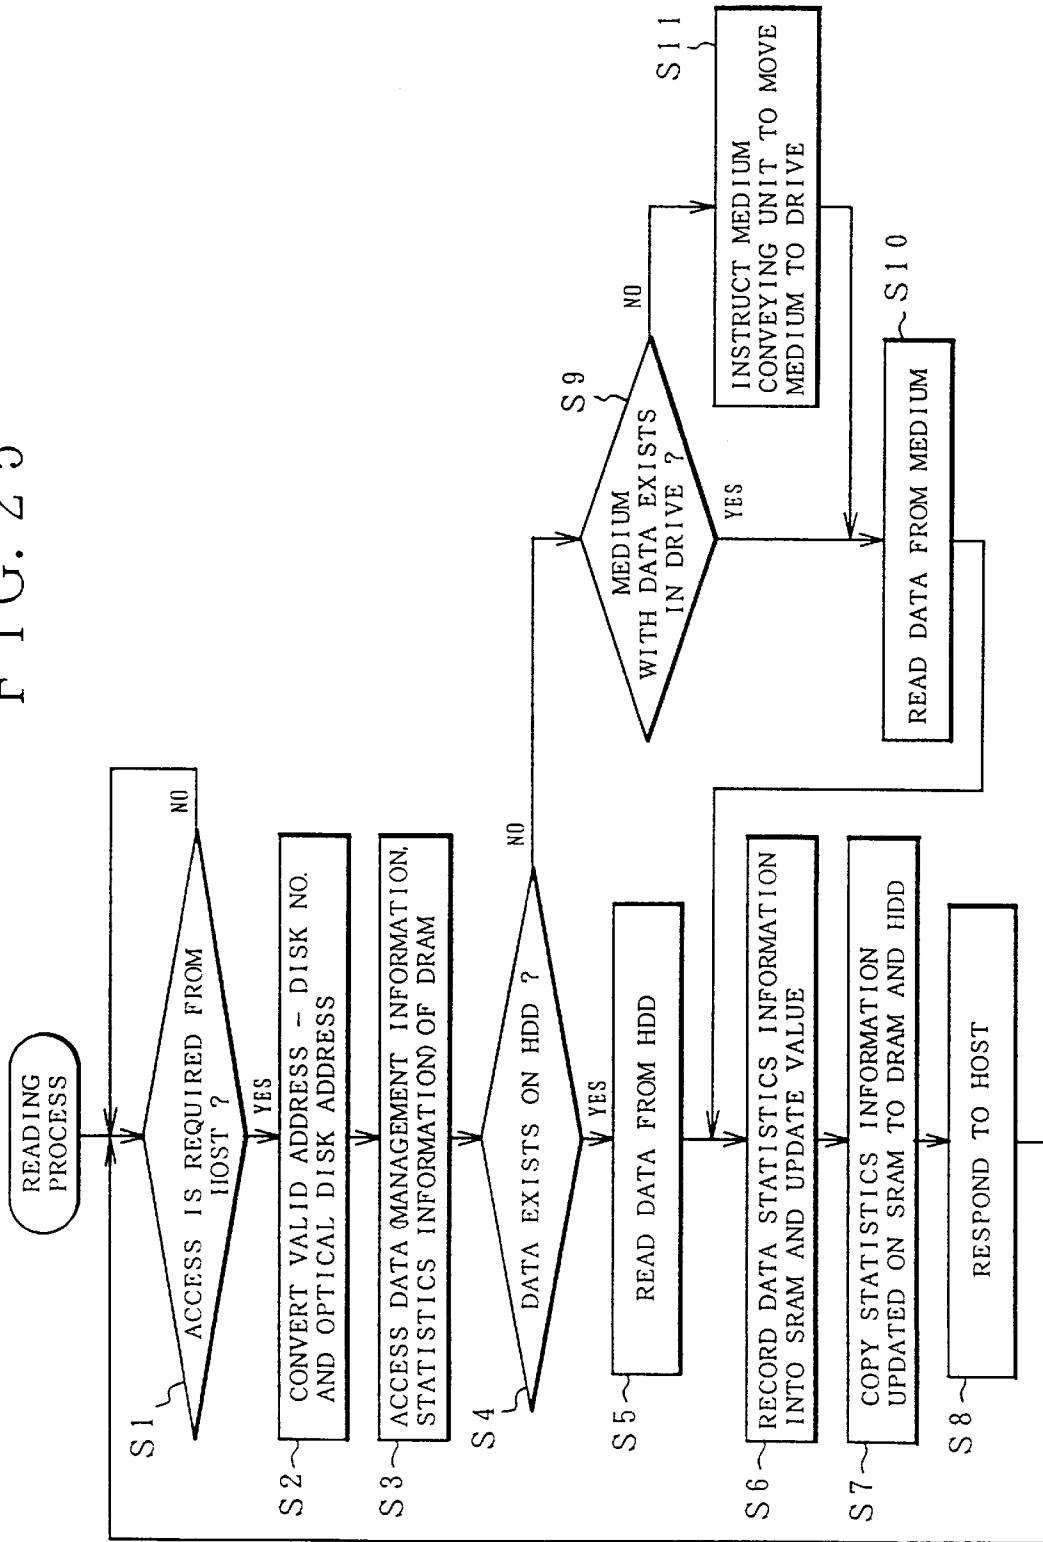 FIG. 25
READING
PROCESS
S1
ACCESS IS REQUIRED FROM
HOST ?
NO
YES
S2
CONVERT VALID ADDRESS - DISK NO.
AND OPTICAL DISK ADDRESS
S3
ACCESS DATA (MANAGEMENT INFORMATION,
STATISTICS INFORMATION) OF DRAM
S4
DATA EXISTS ON HDD ?
NO
YES
S5
READ DATA FROM HDD
S6
RECORD DATA STATISTICS INFORMATION
INTO SRAM AND UPDATE VALUE
S7
COPY STATISTICS INFORMATION
UPDATED ON SRAM TO DRAM AND HDD
S8
RESPOND TO HOST
S9
MEDIUM
WITH DATA EXISTS
IN DRIVE ?
NO
YES
S11
INSTRUCT MEDIUM
CONVEYING UNIT TO MOVE
MEDIUM TO DRIVE
S10
READ DATA FROM MEDIUM